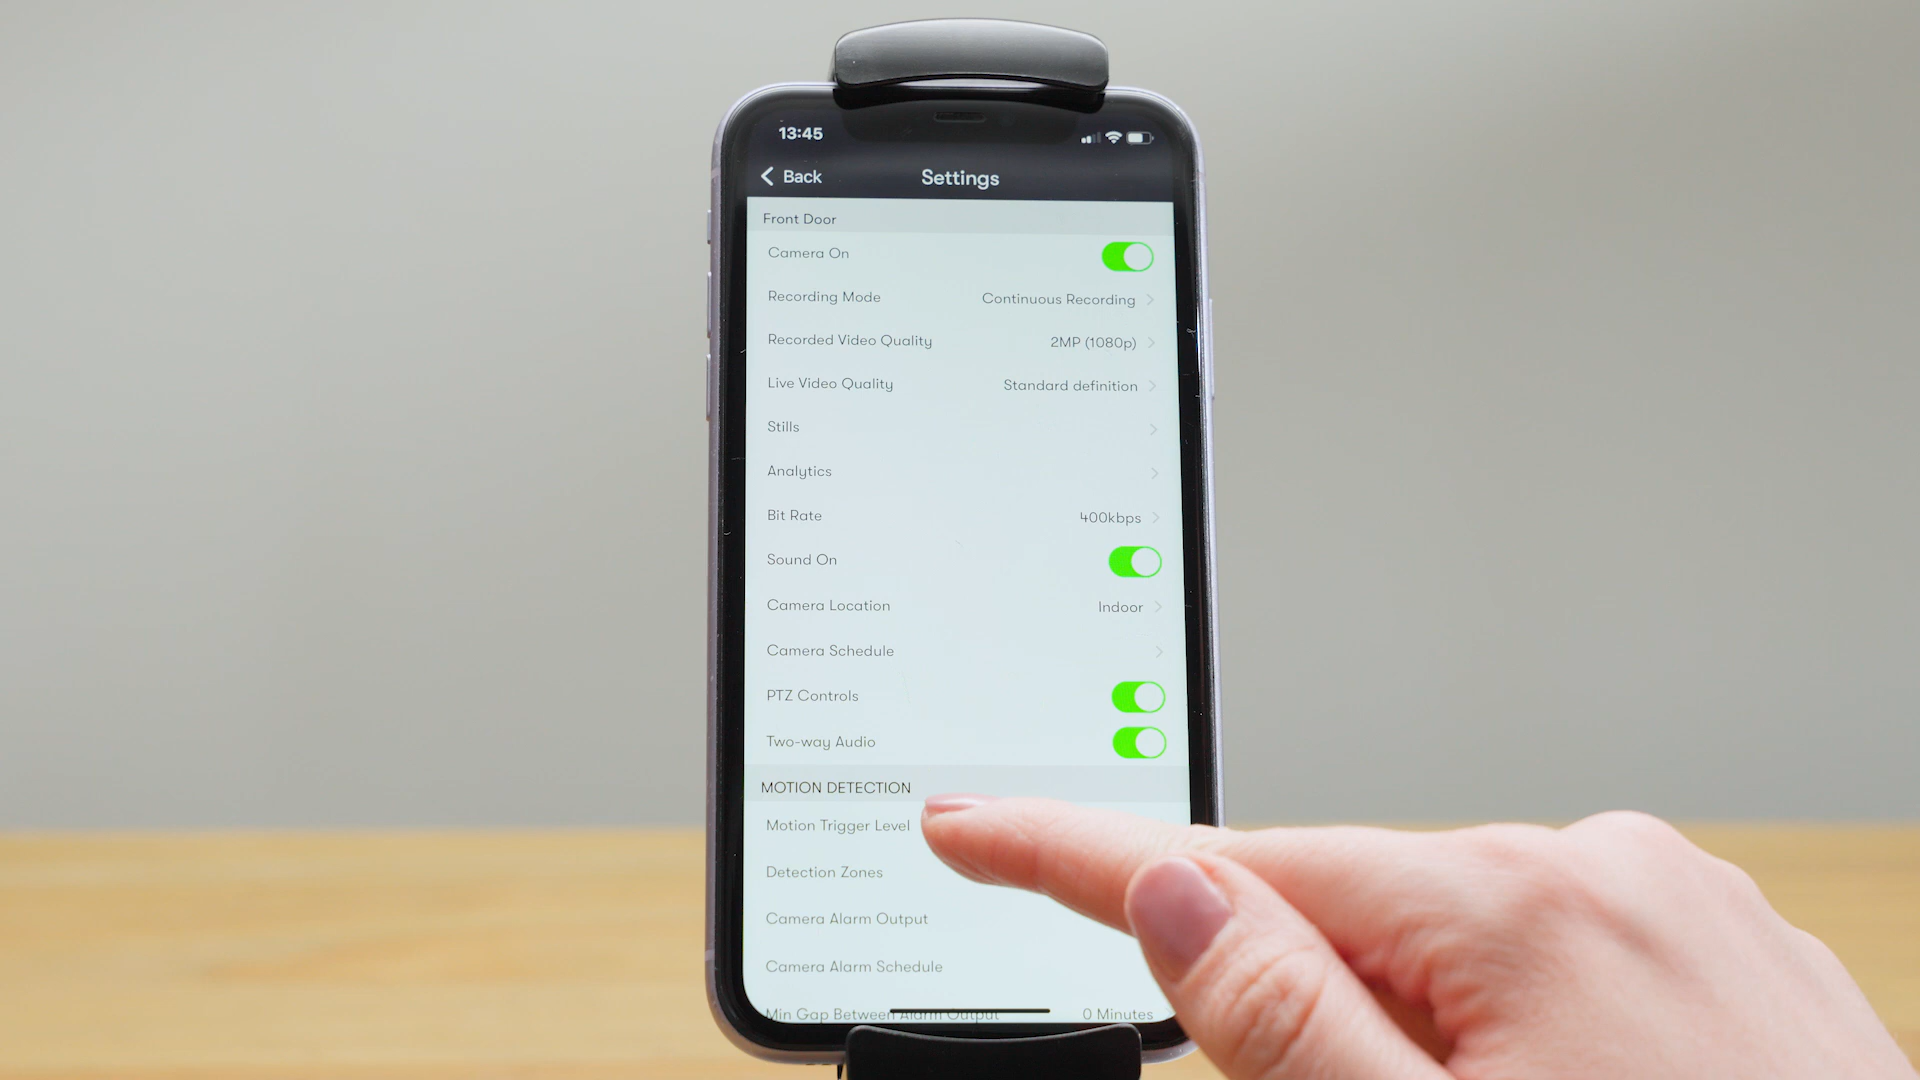 13:45
Back
Settings
Front Door
Camera On
Recording Mode Continuous Recording
Recorded Video Quality 2MP (1080p)
Live Video Quality Standard definition
Stills
Analytics
Bit Rate 400kbps
Sound On
Camera Location Indoor
Camera Schedule
PTZ Controls
Two-way Audio
MOTION DETECTION
Motion Trigger Level
Detection Zones
Camera Alarm Output
Camera Alarm Schedule
Min Gap Between Alarm Output 0 Minutes